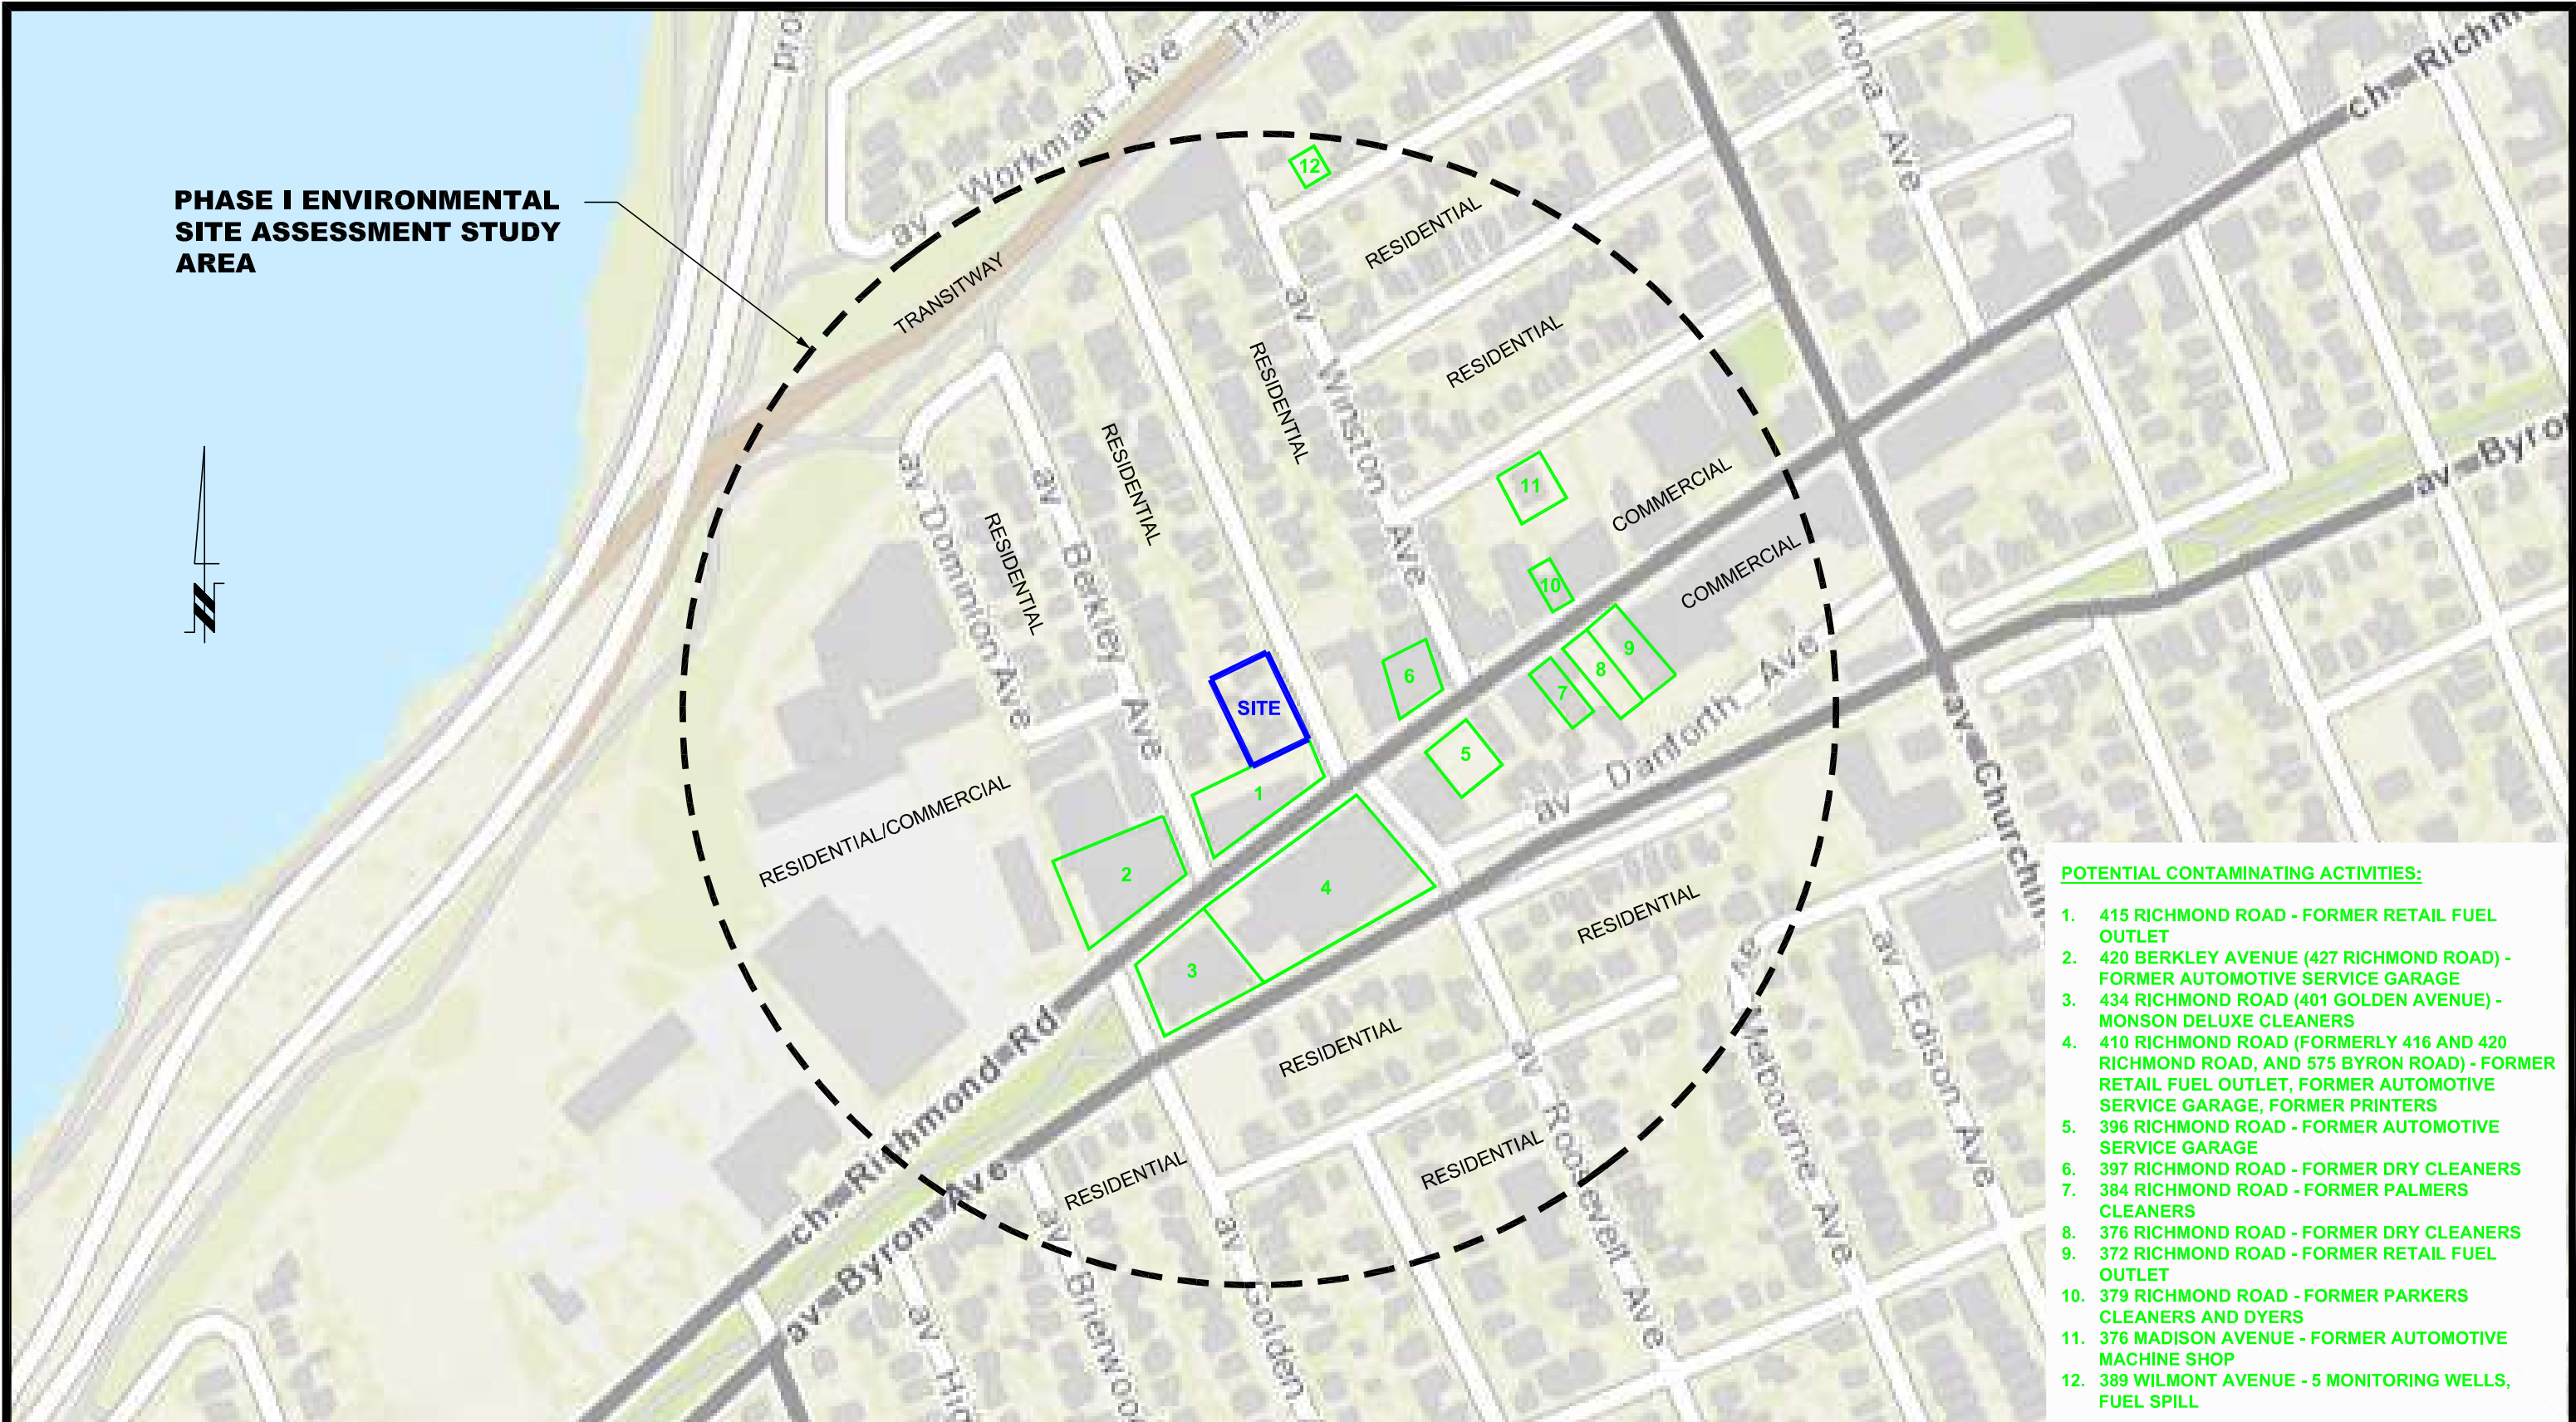 PHASE I ENVIRONMENTAL
SITE ASSESSMENT STUDY
AREA
av Workman Ave
TRANSITWAY
12
RESIDENTIAL
RESIDENTIAL
RESIDENTIAL
RESIDENTIAL
RESIDENTIAL
av Winston Ave
av Dominion Ave
av Berkley Ave
ch. Richm
av Byro
11
COMMERCIAL
COMMERCIAL
10
9
8
7
6
5
SITE
1
2
4
3
RESIDENTIAL/COMMERCIAL
av Danforth Ave
av Churchill
ch. Richmond Rd
av Byron Ave
RESIDENTIAL
RESIDENTIAL
RESIDENTIAL
RESIDENTIAL
av Roosevelt Ave
av Edison Ave
av Golden
POTENTIAL CONTAMINATING ACTIVITIES:
1. 415 RICHMOND ROAD - FORMER RETAIL FUEL
OUTLET
2. 420 BERKLEY AVENUE (427 RICHMOND ROAD) -
FORMER AUTOMOTIVE SERVICE GARAGE
3. 434 RICHMOND ROAD (401 GOLDEN AVENUE) -
MONSON DELUXE CLEANERS
4. 410 RICHMOND ROAD (FORMERLY 416 AND 420
RICHMOND ROAD, AND 575 BYRON ROAD) - FORMER
RETAIL FUEL OUTLET, FORMER AUTOMOTIVE
SERVICE GARAGE, FORMER PRINTERS
5. 396 RICHMOND ROAD - FORMER AUTOMOTIVE
SERVICE GARAGE
6. 397 RICHMOND ROAD - FORMER DRY CLEANERS
7. 384 RICHMOND ROAD - FORMER PALMERS
CLEANERS
8. 376 RICHMOND ROAD - FORMER DRY CLEANERS
9. 372 RICHMOND ROAD - FORMER RETAIL FUEL
OUTLET
10. 379 RICHMOND ROAD - FORMER PARKERS
CLEANERS AND DYERS
11. 376 MADISON AVENUE - FORMER AUTOMOTIVE
MACHINE SHOP
12. 389 WILMONT AVENUE - 5 MONITORING WELLS,
FUEL SPILL